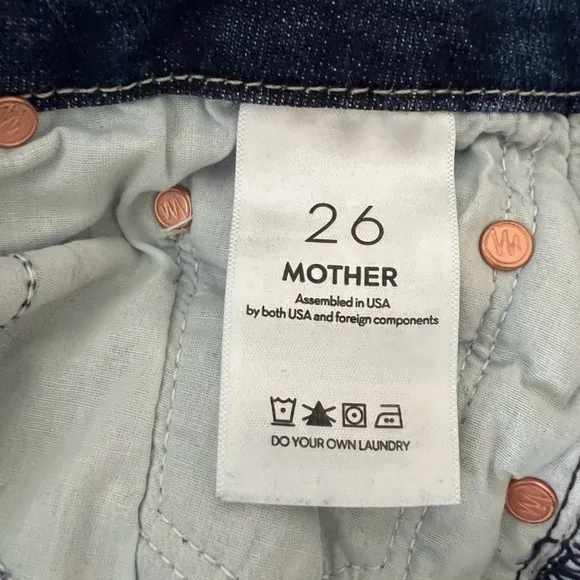 26
MOTHER
Assembled in USA
by both USA and foreign components
DO YOUR OWN LAUNDRY